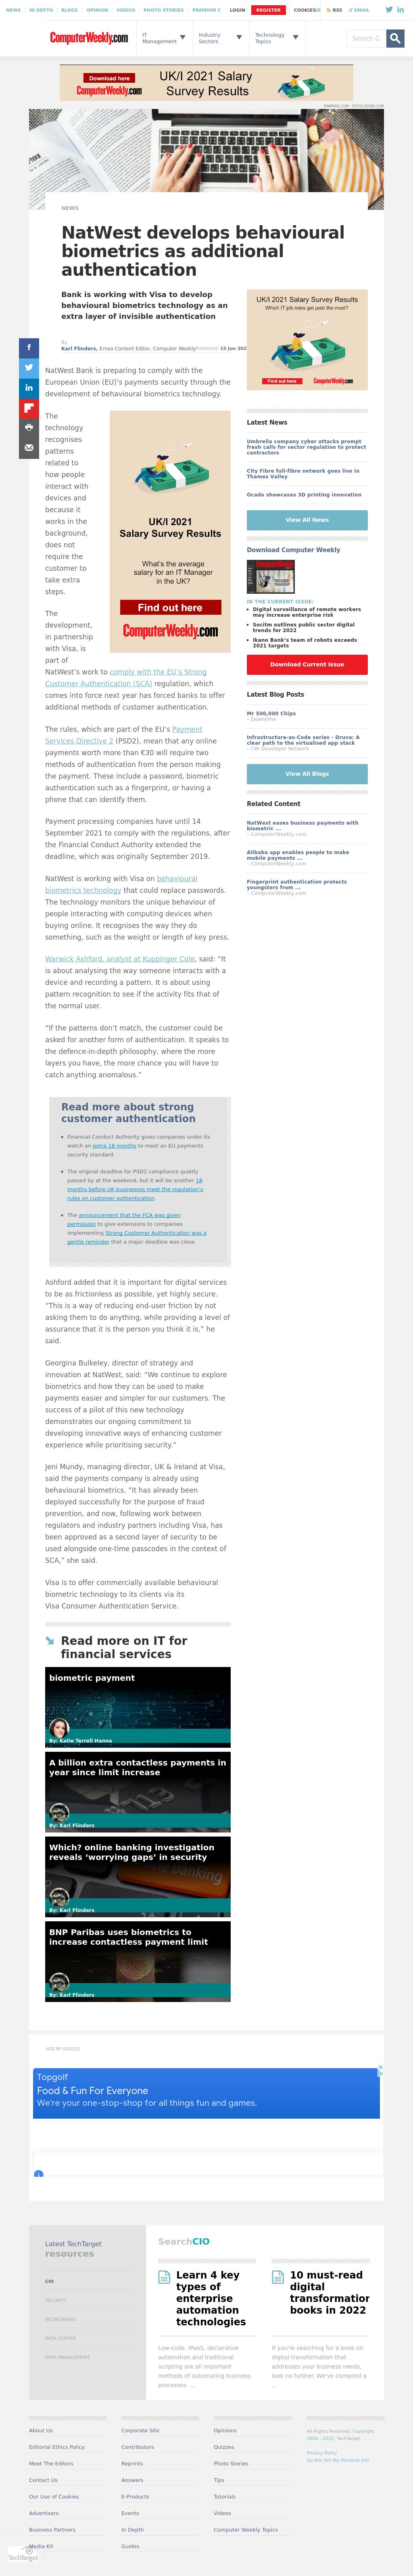 NEWS
IN DEPTH
BLOGS
OPINION
VIDEOS
PHOTO STORIES
PREMIUM C
LOGIN
REGISTER
COOKIES
RSS
EMAIL
ComputerWeekly.com
IT
Management
Industry
Sectors
Technology
Topics
Search C
Download here
ComputerWeekly.com
UK/I 2021 Salary
Survey Results
NEWS
NatWest develops behavioural
biometrics as additional
authentication
Bank is working with Visa to develop
behavioural biometrics technology as an
extra layer of invisible authentication
By
Karl Flinders, Emea Content Editor, Computer Weekly
Published: 15 Jun 202
NatWest Bank is preparing to comply with the
European Union (EU)’s payments security through the
development of behavioural biometrics technology.
The
technology
recognises
patterns
related to
how people
interact with
devices and
because it
works in the
background,
does not
require the
customer to
take extra
steps.
UK/I 2021
Salary Survey Results
What's the average
salary for an IT Manager
in the UK?
Find out here
ComputerWeekly.com
The
development,
in partnership
with Visa, is
part of
NatWest’s work to comply with the EU’s Strong
Customer Authentication (SCA) regulation, which
comes into force next year has forced banks to offer
additional methods of customer authentication.
The rules, which are part of the EU’s Payment
Services Directive 2 (PSD2), mean that any online
payments worth more than €30 will require two
methods of authentication from the person making
the payment. These include a password, biometric
authentication such as a fingerprint, or having a
phone that can identify them.
Payment processing companies have until 14
September 2021 to comply with the regulations, after
the Financial Conduct Authority extended the
deadline, which was originally September 2019.
NatWest is working with Visa on behavioural
biometrics technology that could replace passwords.
The technology monitors the unique behaviour of
people interacting with computing devices when
buying online. It recognises the way they do
something, such as the weight or length of key press.
Warwick Ashford, analyst at Kuppinger Cole, said: “It
is about analysing the way someone interacts with a
device and recording a pattern. It is about using
pattern recognition to see if the activity fits that of
the normal user.
“If the patterns don’t match, the customer could be
asked for another form of authentication. It speaks to
the defence-in-depth philosophy, where the more
layers you have, the more chance you will have to
catch anything anomalous.”
Read more about strong
customer authentication
Financial Conduct Authority gives companies under its
watch an extra 18 months to meet an EU payments
security standard.
The original deadline for PSD2 compliance quietly
passed by at the weekend, but it will be another 18
months before UK businesses meet the regulation’s
rules on customer authentication.
The announcement that the FCA was given
permission to give extensions to companies
implementing Strong Customer Authentication was a
gentle reminder that a major deadline was close.
Ashford added that it is important for digital services
to be as frictionless as possible, yet highly secure.
“This is a way of reducing end-user friction by not
asking them to do anything, while providing a level of
assurance that it is the person you think it is,” he
said.
Georgina Bulkeley, director of strategy and
innovation at NatWest, said: “We continue to explore
biometrics and how they can be used to make
payments easier and simpler for our customers. The
success of a pilot of this new technology
demonstrates our ongoing commitment to
developing innovative ways of enhancing customer
experience while prioritising security.”
Jeni Mundy, managing director, UK & Ireland at Visa,
said the payments company is already using
behavioural biometrics. “It has already been
deployed successfully for the purpose of fraud
prevention, and now, following work between
regulators and industry partners including Visa, has
been approved as a second layer of security to be
used alongside one-time passcodes in the context of
SCA,” she said.
Visa is to offer commercially available behavioural
biometric technology to its clients via its
Visa Consumer Authentication Service.
Read more on IT for
financial services
biometric payment
By: Katie Terrell Hanna
A billion extra contactless payments in
year since limit increase
By: Karl Flinders
Which? online banking investigation
reveals ‘worrying gaps’ in security
By: Karl Flinders
BNP Paribas uses biometrics to
increase contactless payment limit
By: Karl Flinders
UK/I 2021 Salary Survey Results
Which IT job roles get paid the most?
Find out here
ComputerWeekly.com
Latest News
Umbrella company cyber attacks prompt
fresh calls for sector regulation to protect
contractors
City Fibre full-fibre network goes live in
Thames Valley
Ocado showcases 3D printing innovation
View All News
Download Computer Weekly
IN THE CURRENT ISSUE:
Digital surveillance of remote workers
may increase enterprise risk
Socitm outlines public sector digital
trends for 2022
Ikano Bank’s team of robots exceeds
2021 targets
Download Current Issue
Latest Blog Posts
Mr 500,000 Chips
– Downtime
Infrastructure-as-Code series - Druva: A
clear path to the virtualised app stack
– CW Developer Network
View All Blogs
Related Content
NatWest eases business payments with
biometric ...
– ComputerWeekly.com
Alibaba app enables people to make
mobile payments ...
– ComputerWeekly.com
Fingerprint authentication protects
youngsters from ...
– ComputerWeekly.com
ADS BY GOOGLE
Topgolf
Food & Fun For Everyone
We're your one-stop-shop for all things fun and games.
Latest TechTarget
resources
CIO
SECURITY
NETWORKING
DATA CENTER
DATA MANAGEMENT
SearchCIO
Learn 4 key
types of
enterprise
automation
technologies
Low-code, iPaaS, declarative
automation and traditional
scripting are all important
methods of automating business
processes. ...
10 must-read
digital
transformation
books in 2022
If you're searching for a book on
digital transformation that
addresses your business needs,
look no further. We've compiled a
...
About Us
Editorial Ethics Policy
Meet The Editors
Contact Us
Our Use of Cookies
Advertisers
Business Partners
Media Kit
Corporate Site
Contributors
Reprints
Answers
E-Products
Events
In Depth
Guides
Opinions
Quizzes
Photo Stories
Tips
Tutorials
Videos
Computer Weekly Topics
All Rights Reserved, Copyright
2000 - 2022, TechTarget
Privacy Policy
Do Not Sell My Personal Info
TechTarget